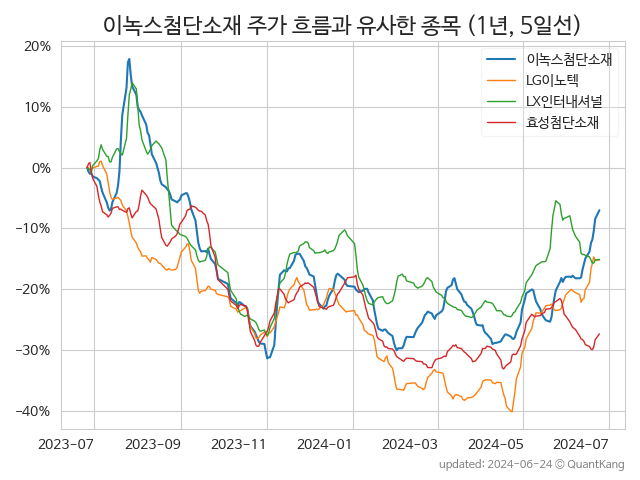 이녹스첨단소재 주가 흐름과 유사한 종목 (1년, 5일선)
20%
10%
0%
−10%
−20%
−30%
−40%
이녹스첨단소재
LG이노텍
LX인터내셔널
효성첨단소재
2023-07 2023-09 2023-11 2024-01 2024-03 2024-05 2024-07
updated: 2024-06-24 © QuantKang